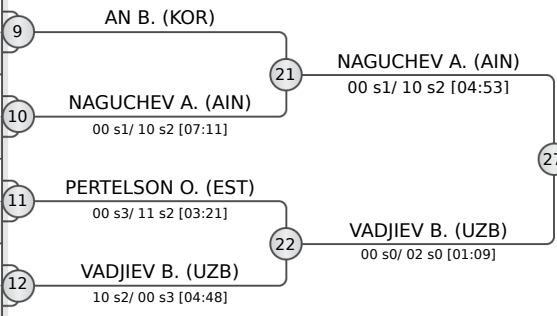 AN B. (KOR)
9
21
NAGUCHEV A. (AIN)
00 s1/ 10 s2 [04:53]
NAGUCHEV A. (AIN)
10
00 s1/ 10 s2 [07:11]
27
PERTELSON O. (EST)
11
00 s3/ 11 s2 [03:21]
22
VADJIEV B. (UZB)
00 s0/ 02 s0 [01:09]
VADJIEV B. (UZB)
12
10 s2/ 00 s3 [04:48]